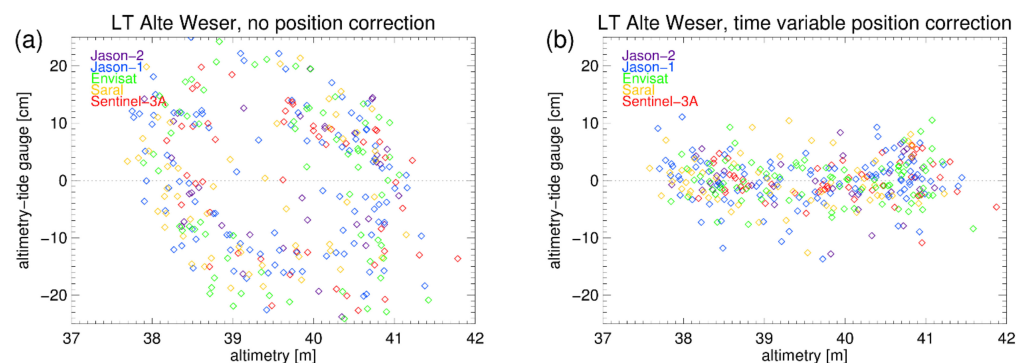 LT Alte Weser, no position correction
(a)
Jason-2
Jason-1
Envisat
Saral
Sentinel-3A
altimetry-tide gauge [cm]
20
10
0
-10
-20
37 38 39 40 41 42
altimetry [m]
LT Alte Weser, time variable position correction
(b)
Jason-2
Jason-1
Envisat
Saral
Sentinel-3A
altimetry-tide gauge [cm]
20
10
0
-10
-20
37 38 39 40 41 42
altimetry [m]